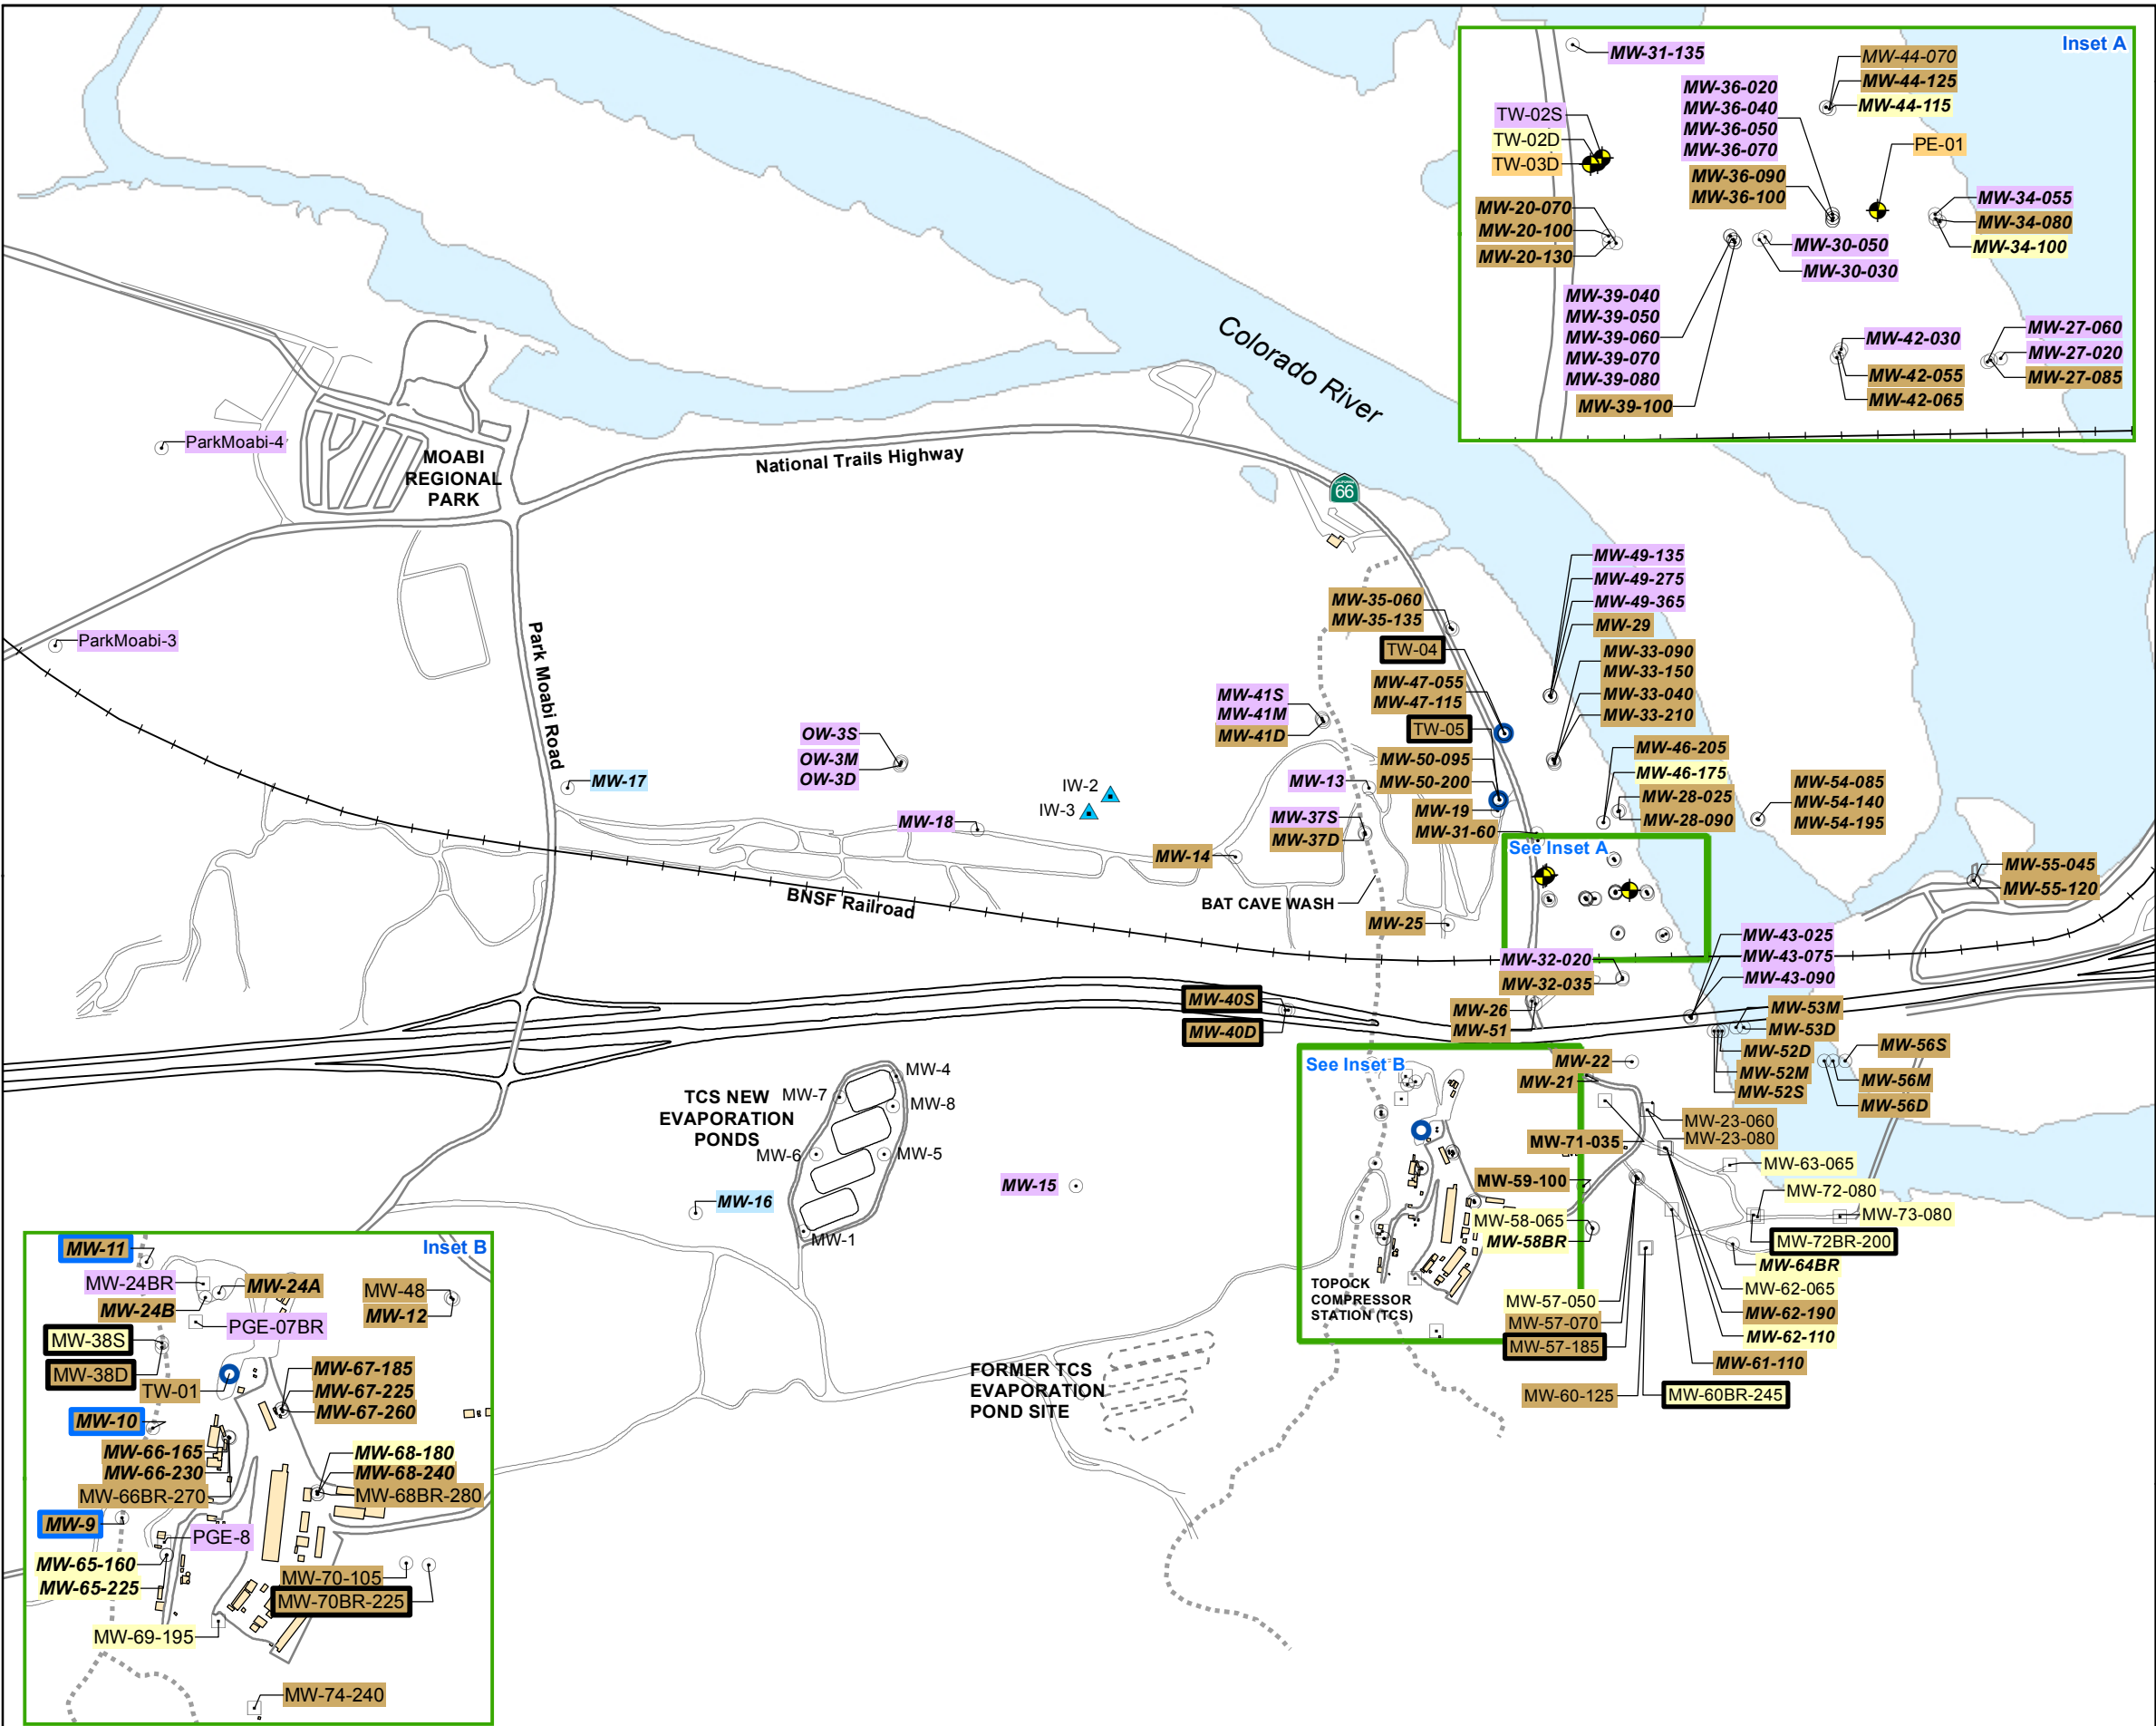 Inset A
MW-31-135
MW-44-070
MW-44-125
MW-44-115
MW-36-020
MW-36-040
MW-36-050
MW-36-070
TW-02S
TW-02D
TW-03D
PE-01
MW-36-090
MW-36-100
MW-20-070
MW-20-100
MW-20-130
MW-34-055
MW-34-080
MW-34-100
MW-30-050
MW-30-030
MW-39-040
MW-39-050
MW-39-060
MW-39-070
MW-39-080
MW-39-100
MW-42-030
MW-42-055
MW-42-065
MW-27-060
MW-27-020
MW-27-085
Colorado River
ParkMoabi-4
MOABI
REGIONAL
PARK
National Trails Highway
CALIFORNIA
66
ParkMoabi-3
Park Moabi Road
MW-49-135
MW-49-275
MW-49-365
MW-29
MW-33-090
MW-33-150
MW-33-040
MW-33-210
MW-35-060
MW-35-135
TW-04
MW-47-055
MW-47-115
TW-05
MW-41S
MW-41M
MW-41D
OW-3S
OW-3M
OW-3D
MW-17
IW-2
IW-3
MW-18
MW-13
MW-50-095
MW-50-200
MW-37S
MW-37D
MW-19
MW-31-60
MW-14
MW-46-205
MW-46-175
MW-28-025
MW-28-090
MW-54-085
MW-54-140
MW-54-195
See Inset A
MW-55-045
MW-55-120
BNSF Railroad
BAT CAVE WASH
MW-25
MW-43-025
MW-43-075
MW-43-090
MW-32-020
MW-32-035
MW-40S
MW-40D
MW-26
MW-51
MW-53M
MW-53D
MW-52D
MW-52M
MW-52S
MW-56S
MW-56M
MW-56D
See Inset B
MW-22
MW-21
TCS NEW
EVAPORATION
PONDS
MW-4
MW-7
MW-8
MW-6
MW-5
MW-1
MW-16
MW-15
MW-23-060
MW-23-080
MW-71-035
MW-63-065
MW-59-100
MW-72-080
MW-73-080
MW-58-065
MW-58BR
MW-72BR-200
MW-64BR
TOPOCK
COMPRESSOR
STATION (TCS)
MW-57-050
MW-57-070
MW-57-185
MW-62-065
MW-62-190
MW-62-110
MW-61-110
MW-60-125
MW-60BR-245
FORMER TCS
EVAPORATION
POND SITE
Inset B
MW-11
MW-24BR
MW-24A
MW-24B
MW-48
MW-12
PGE-07BR
MW-38S
MW-38D
TW-01
MW-67-185
MW-67-225
MW-67-260
MW-10
MW-66-165
MW-66-230
MW-66BR-270
MW-68-180
MW-68-240
MW-68BR-280
MW-9
PGE-8
MW-65-160
MW-65-225
MW-70-105
MW-70BR-225
MW-69-195
MW-74-240